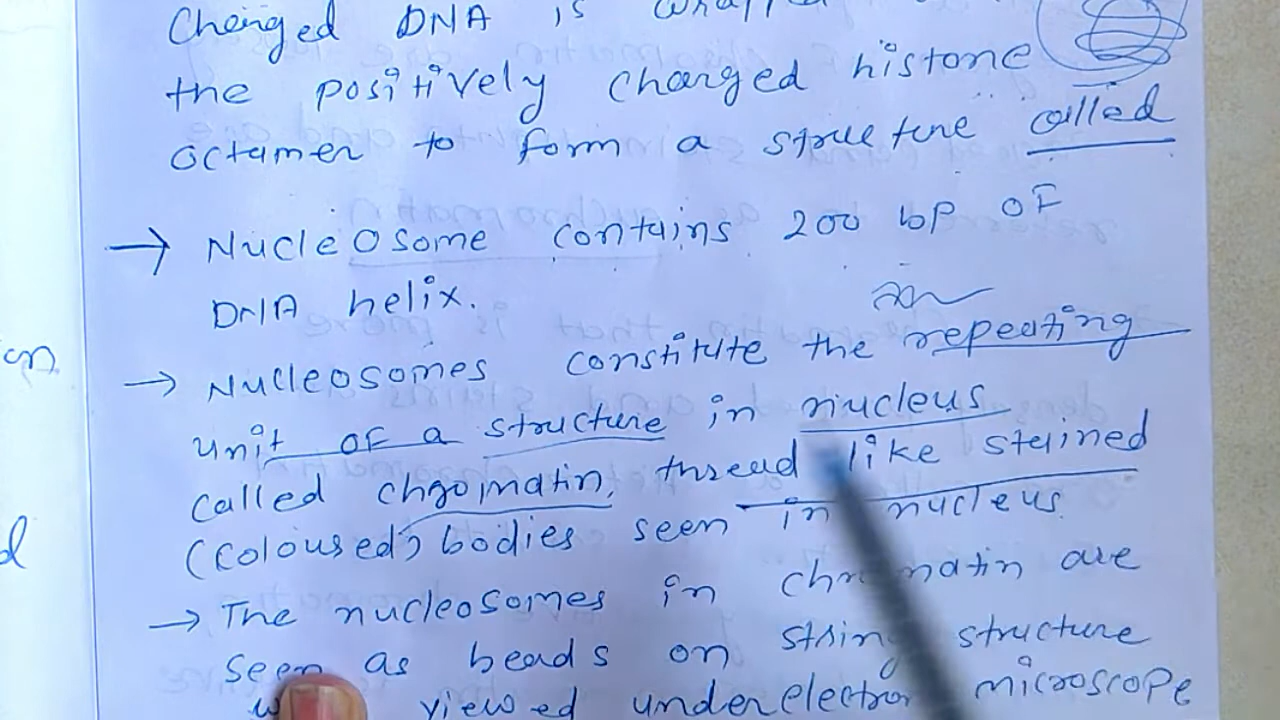 Charged DNA is
the positively charged histone
octamer to form a structure called
→ Nucleosome contains 200 bp of
DNA helix.
→ Nucleosomes constitute the repeating
unit of a structure in nucleus
cn
called chromatin, thread like stained
(coloured) bodies seen in nucleus
d
→ The nucleosomes in chromatin are
seen as beads on string structure
viewed under electron microscope